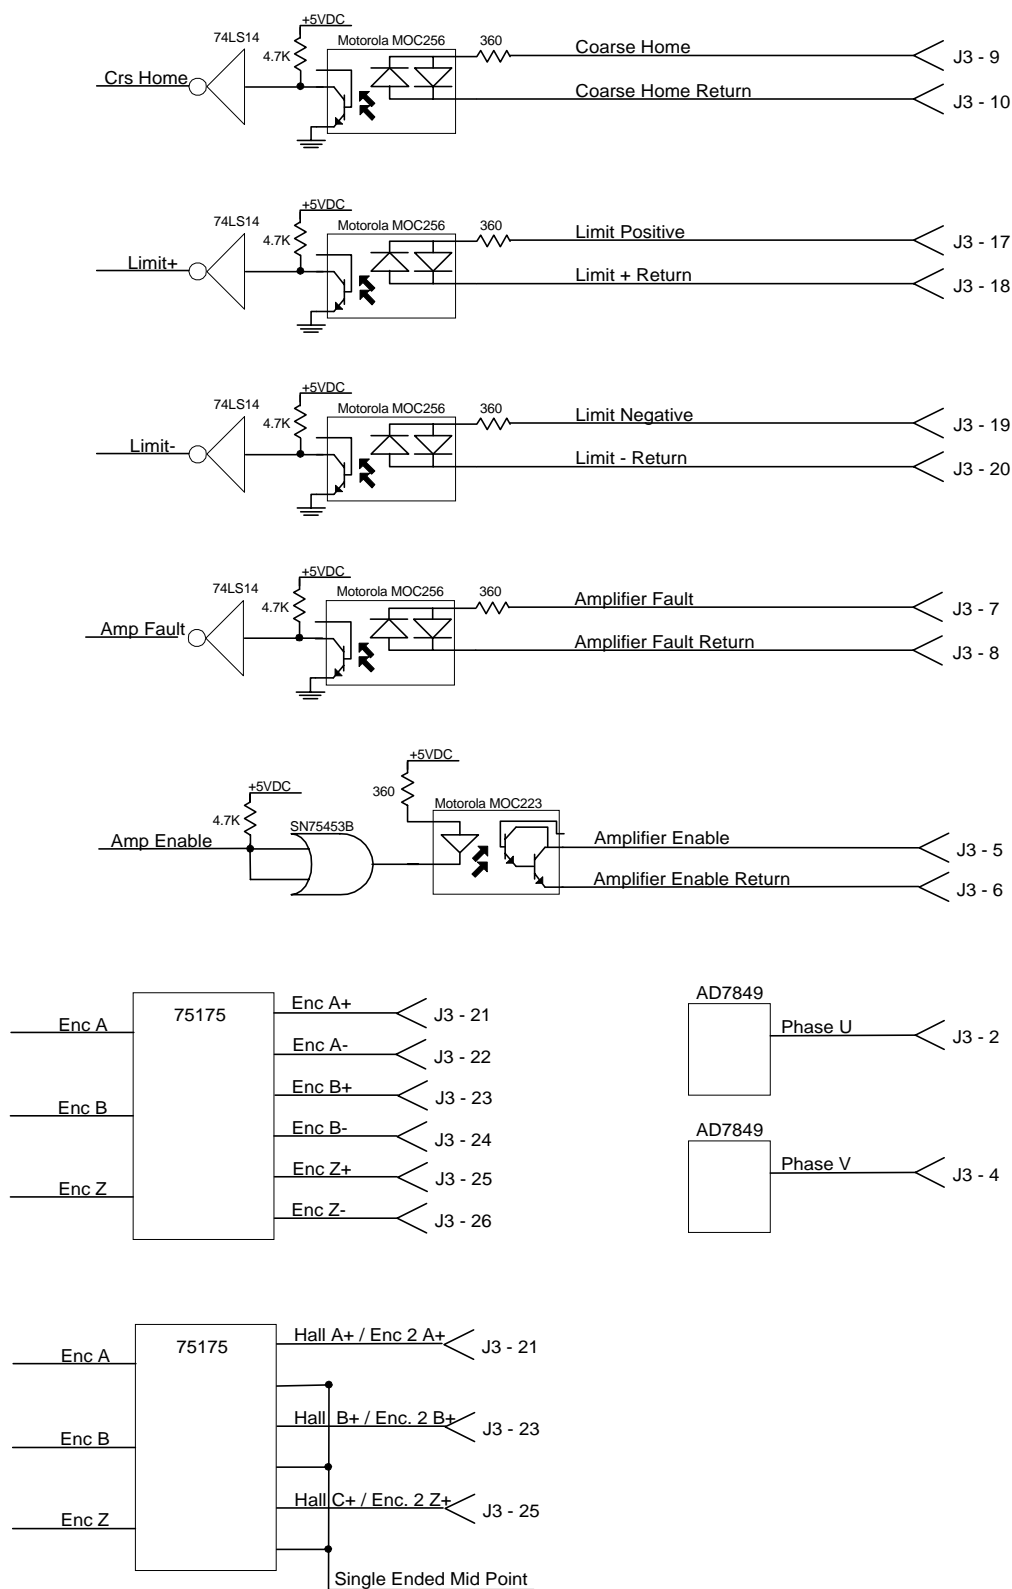 +5VDC
74LS14
4.7K
Motorola MOC256
360
Coarse Home
J3 - 9
Crs Home
Coarse Home Return
J3 - 10
+5VDC
74LS14
4.7K
Motorola MOC256
360
Limit Positive
J3 - 17
Limit+
Limit + Return
J3 - 18
+5VDC
74LS14
4.7K
Motorola MOC256
360
Limit Negative
J3 - 19
Limit-
Limit - Return
J3 - 20
+5VDC
74LS14
4.7K
Motorola MOC256
360
Amplifier Fault
J3 - 7
Amp Fault
Amplifier Fault Return
J3 - 8
+5VDC
360
+5VDC
4.7K
SN75453B
Motorola MOC223
Amp Enable
Amplifier Enable
J3 - 5
Amplifier Enable Return
J3 - 6
75175
Enc A
Enc B
Enc Z
Enc A+
J3 - 21
Enc A-
J3 - 22
Enc B+
J3 - 23
Enc B-
J3 - 24
Enc Z+
J3 - 25
Enc Z-
J3 - 26
AD7849
Phase U
J3 - 2
AD7849
Phase V
J3 - 4
75175
Enc A
Enc B
Enc Z
Hall A+ / Enc 2 A+
J3 - 21
Hall B+ / Enc. 2 B+
J3 - 23
Hall C+ / Enc. 2 Z+
J3 - 25
Single Ended Mid Point